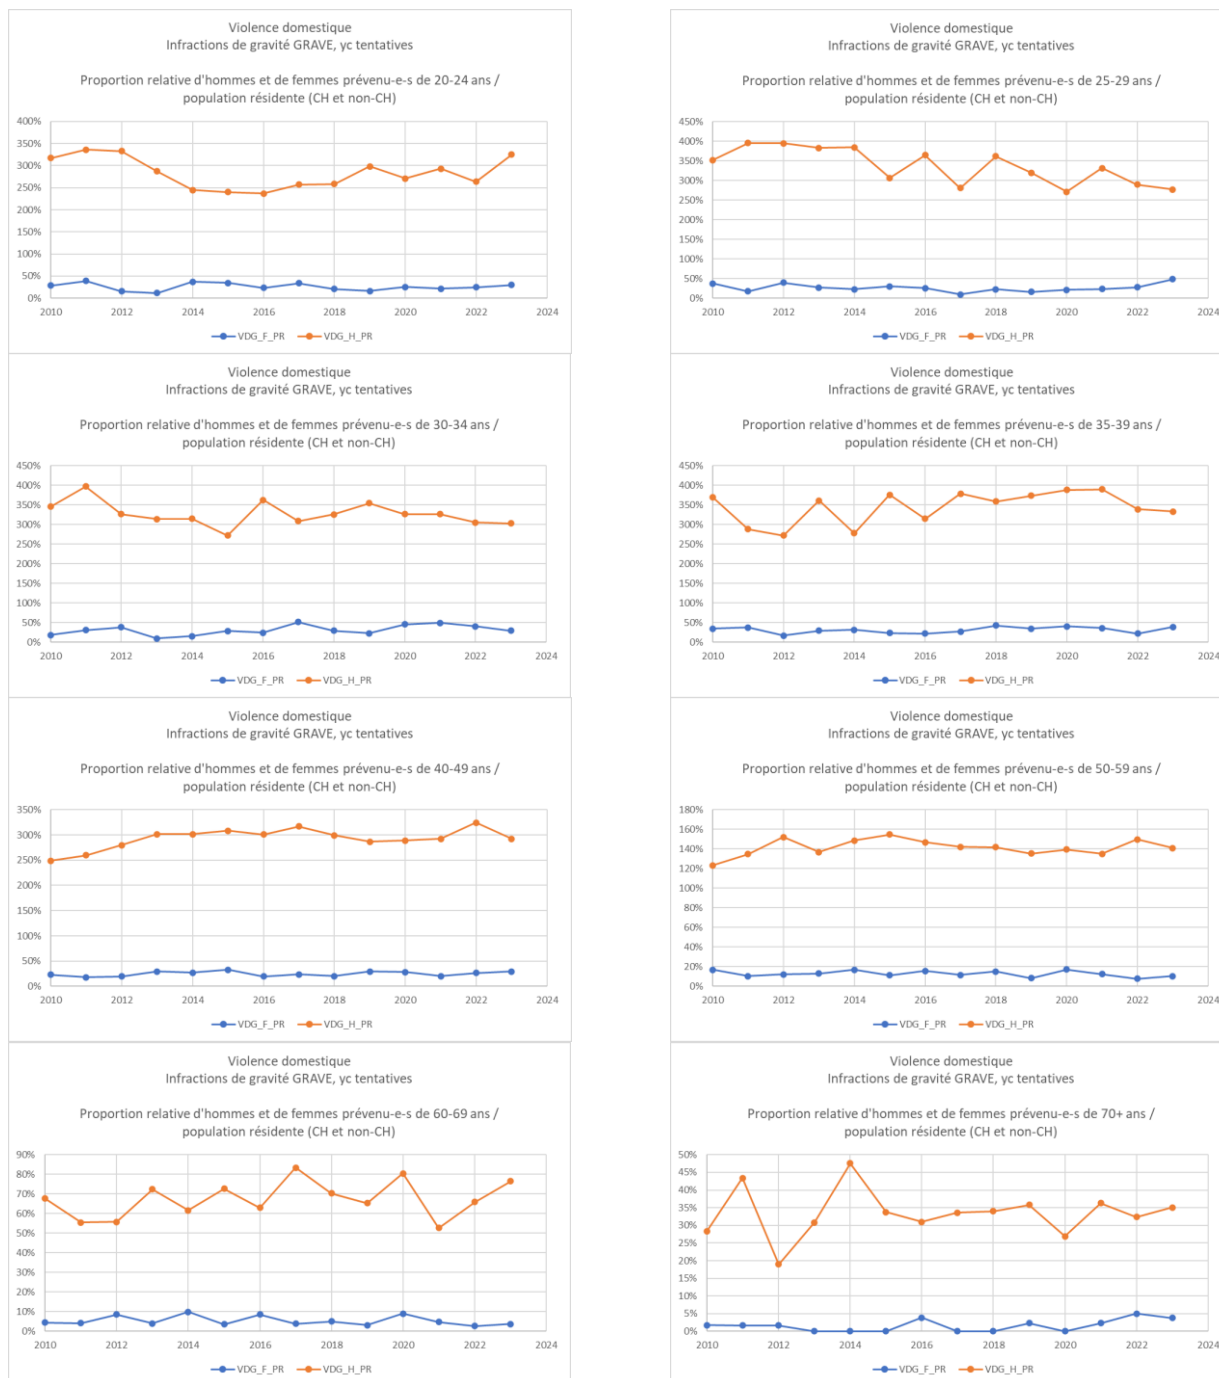 Violence domestique
Infractions de gravité GRAVE, yc tentatives
Proportion relative d'hommes et de femmes prévenu-e-s de 20-24 ans /
population résidente (CH et non-CH)
400%
350%
300%
250%
200%
150%
100%
50%
0%
2010 2012 2014 2016 2018 2020 2022 2024
VDG_F_PR VDG_H_PR
Violence domestique
Infractions de gravité GRAVE, yc tentatives
Proportion relative d'hommes et de femmes prévenu-e-s de 25-29 ans /
population résidente (CH et non-CH)
450%
400%
350%
300%
250%
200%
150%
100%
50%
0%
2010 2012 2014 2016 2018 2020 2022 2024
VDG_F_PR VDG_H_PR
Violence domestique
Infractions de gravité GRAVE, yc tentatives
Proportion relative d'hommes et de femmes prévenu-e-s de 30-34 ans /
population résidente (CH et non-CH)
450%
400%
350%
300%
250%
200%
150%
100%
50%
0%
2010 2012 2014 2016 2018 2020 2022 2024
VDG_F_PR VDG_H_PR
Violence domestique
Infractions de gravité GRAVE, yc tentatives
Proportion relative d'hommes et de femmes prévenu-e-s de 35-39 ans /
population résidente (CH et non-CH)
450%
400%
350%
300%
250%
200%
150%
100%
50%
0%
2010 2012 2014 2016 2018 2020 2022 2024
VDG_F_PR VDG_H_PR
Violence domestique
Infractions de gravité GRAVE, yc tentatives
Proportion relative d'hommes et de femmes prévenu-e-s de 40-49 ans /
population résidente (CH et non-CH)
350%
300%
250%
200%
150%
100%
50%
0%
2010 2012 2014 2016 2018 2020 2022 2024
VDG_F_PR VDG_H_PR
Violence domestique
Infractions de gravité GRAVE, yc tentatives
Proportion relative d'hommes et de femmes prévenu-e-s de 50-59 ans /
population résidente (CH et non-CH)
180%
160%
140%
120%
100%
80%
60%
40%
20%
0%
2010 2012 2014 2016 2018 2020 2022 2024
VDG_F_PR VDG_H_PR
Violence domestique
Infractions de gravité GRAVE, yc tentatives
Proportion relative d'hommes et de femmes prévenu-e-s de 60-69 ans /
population résidente (CH et non-CH)
90%
80%
70%
60%
50%
40%
30%
20%
10%
0%
2010 2012 2014 2016 2018 2020 2022 2024
VDG_F_PR VDG_H_PR
Violence domestique
Infractions de gravité GRAVE, yc tentatives
Proportion relative d'hommes et de femmes prévenu-e-s de 70+ ans /
population résidente (CH et non-CH)
50%
45%
40%
35%
30%
25%
20%
15%
10%
5%
0%
2010 2012 2014 2016 2018 2020 2022 2024
VDG_F_PR VDG_H_PR